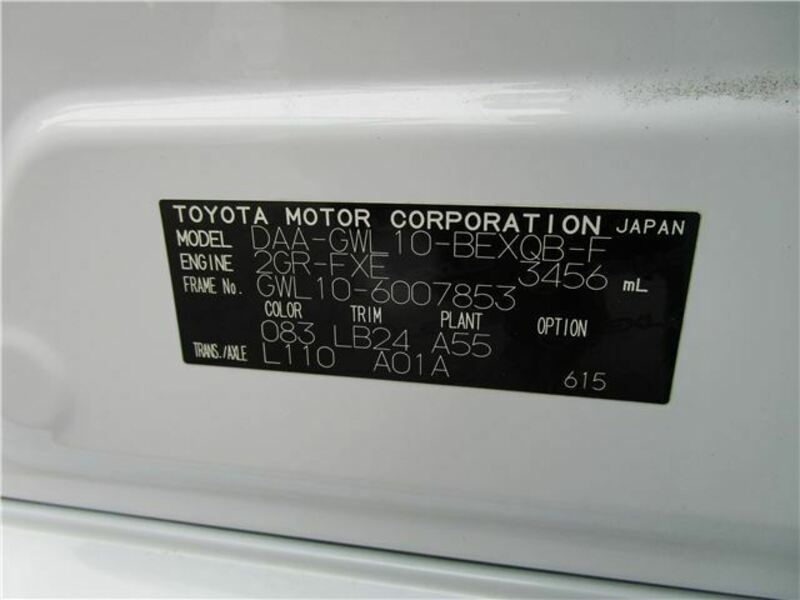 TOYOTA MOTOR CORPORATION JAPAN
MODEL DAA-GWL10-BEXQB-F
ENGINE 2GR-FXE 3456 mL
FRAME No. GWL10-6007853
COLOR TRIM PLANT OPTION
083 LB24 A55
TRANS./AXLE L110 A01A
615